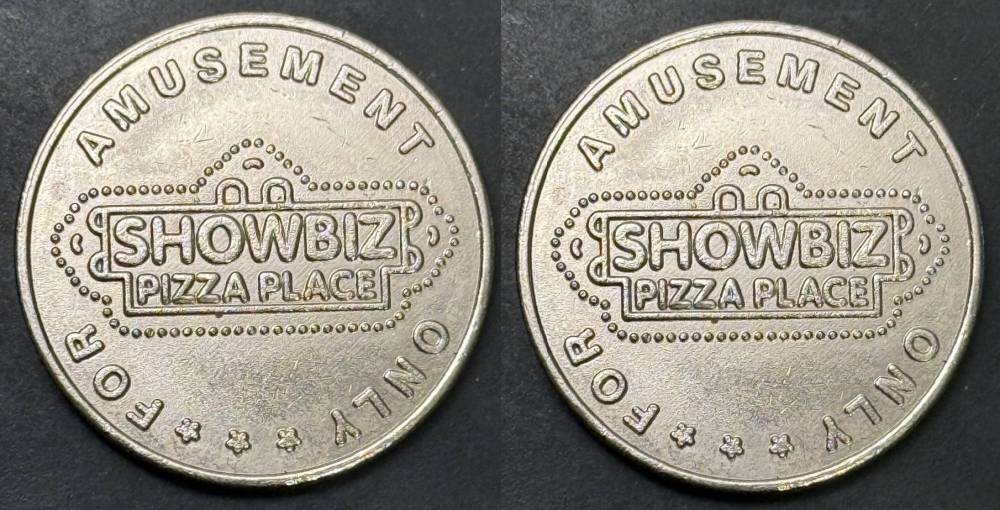 FOR AMUSEMENT ONLY
SHOWBIZ
PIZZA PLACE
FOR AMUSEMENT ONLY
SHOWBIZ
PIZZA PLACE